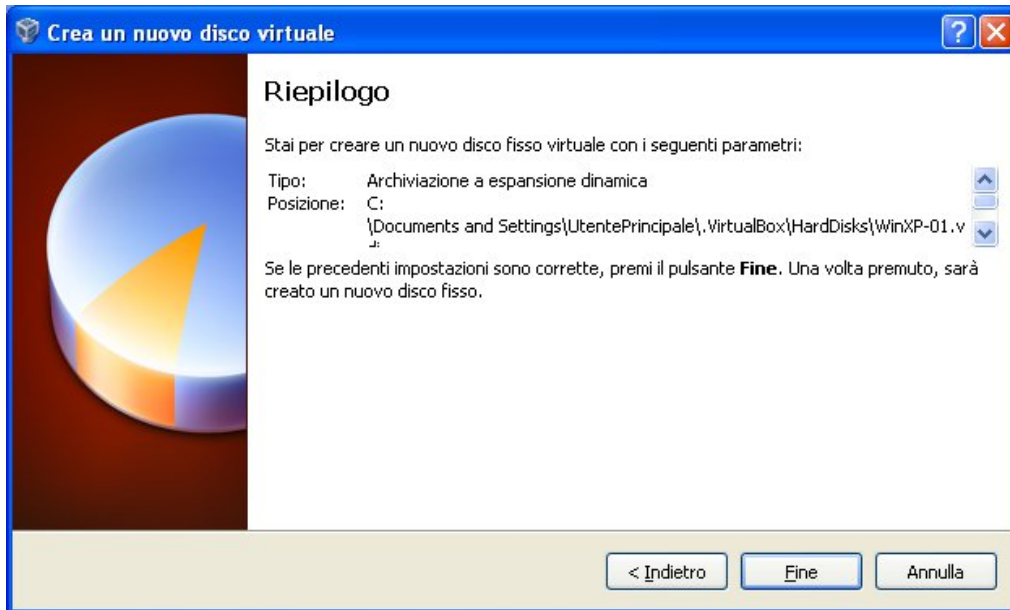 Crea un nuovo disco virtuale
Riepilogo
Stai per creare un nuovo disco fisso virtuale con i seguenti parametri:
Tipo: Archiviazione a espansione dinamica
Posizione: C:
\Documents and Settings\UtentePrincipale\.VirtualBox\HardDisks\WinXP-01.v
Se le precedenti impostazioni sono corrette, premi il pulsante Fine. Una volta premuto, sarà
creato un nuovo disco fisso.
< Indietro
Fine
Annulla